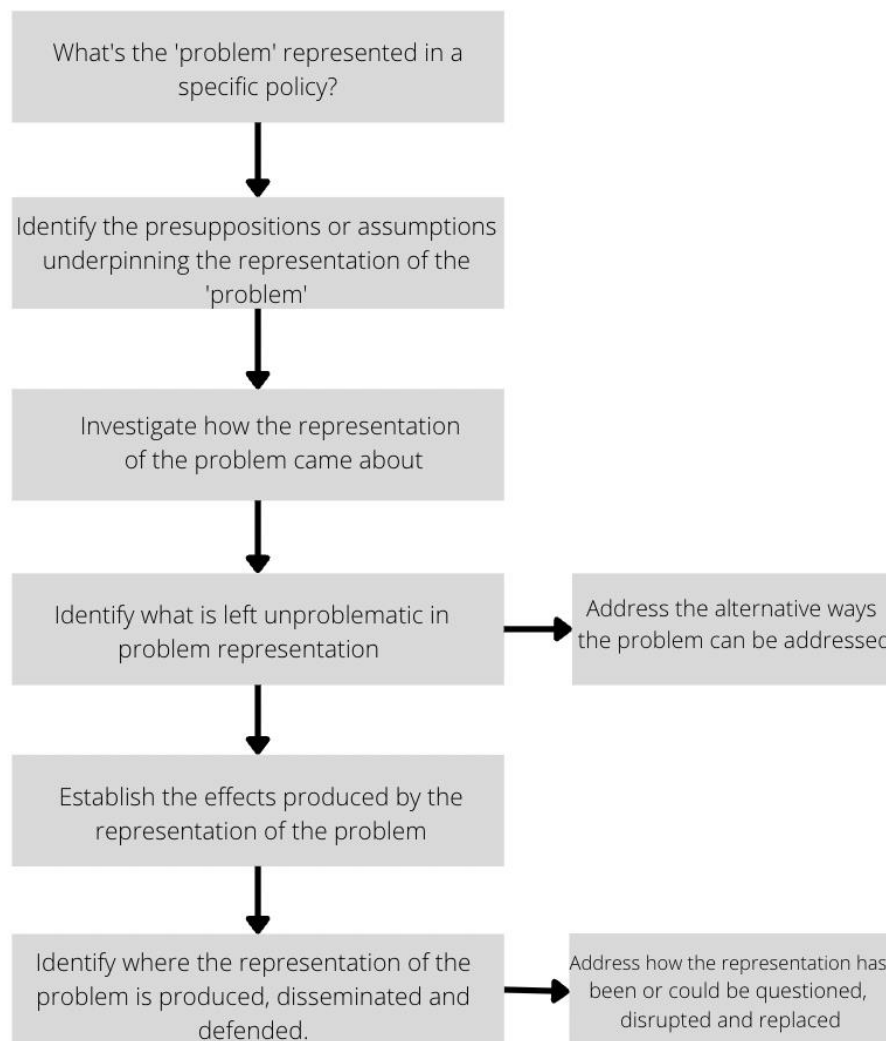 What's the 'problem' represented in a
specific policy?
Identify the presuppositions or assumptions
underpinning the representation of the
'problem'
Investigate how the representation
of the problem came about
Identify what is left unproblematic in
problem representation
Address the alternative ways
the problem can be addressed
Establish the effects produced by the
representation of the problem
Identify where the representation of the
problem is produced, disseminated and
defended.
Address how the representation has
been or could be questioned,
disrupted and replaced